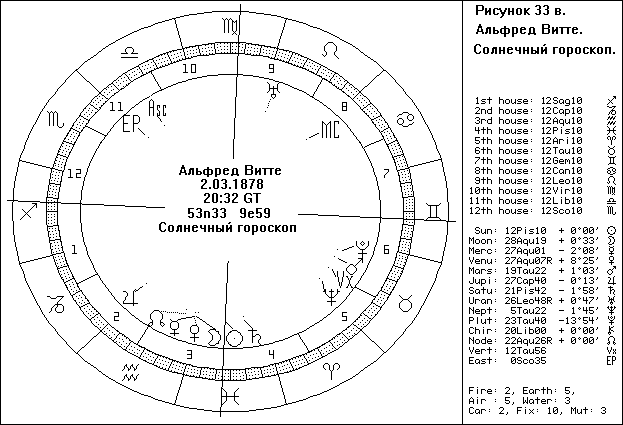 Рисунок 33 в.
Альфред Витте.
Солнечный гороскоп.
10
9
11
Asc
8
EP
MC
12
7
Альфред Витте
2.03.1878
20:32 GT
53n33 9e59
Солнечный гороскоп
1
6
Vx
2
5
3
4
1st house: 12Sag10
2nd house: 12Cap10
3rd house: 12Aqu10
4th house: 12Pis10
5th house: 12Ari10
6th house: 12Tau10
7th house: 12Gem10
8th house: 12Can10
9th house: 12Leo10
10th house: 12Vir10
11th house: 12Lib10
12th house: 12Sco10
Sun: 12Pis10 + 0°00'
Moon: 28Aqu19 + 0°33'
Merc: 27Aqu01 - 2°08'
Venu: 27Aqu07R + 8°25'
Mars: 19Tau22 + 1°03'
Jupi: 27Cap40 - 0°13'
Satu: 21Pis42 - 1°58'
Uran: 26Leo48R + 0°47'
Nept: 5Tau22 - 1°45'
Plut: 23Tau40 -13°54'
Chir: 20Lib00 + 0°00'
Node: 22Aqu26R + 0°00'
Vert: 12Tau56 Vx
East: 0Sco35 EP
Fire: 2, Earth: 5,
Air : 5, Water: 3
Car: 2, Fix: 10, Mut: 3